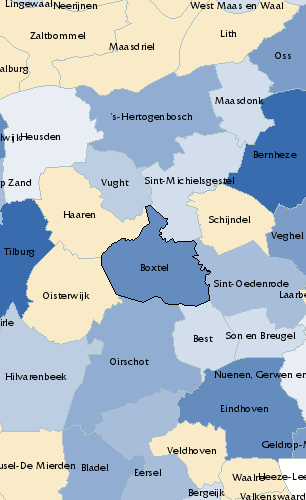 Lingewaal
Neerijnen
West Maas en Waal
Zaltbommel
Maasdriel
Lith
Oss
alburg
Maasdonk
's-Hertogenbosch
wijk
Heusden
Bernheze
p Zand
Vught
Sint-Michielsgestel
Haaren
Schijndel
Tilburg
Veghel
Boxtel
Oisterwijk
Sint-Oedenrode
Laarbe
irle
Best
Son en Breugel
Oirschot
Hilvarenbeek
Nuenen, Gerwen en
Eindhoven
Geldrop-M
Veldhoven
usel-De Mierden
Bladel
Eersel
Waalre
Heeze-Lee
Bergeijk
Valkenswaard